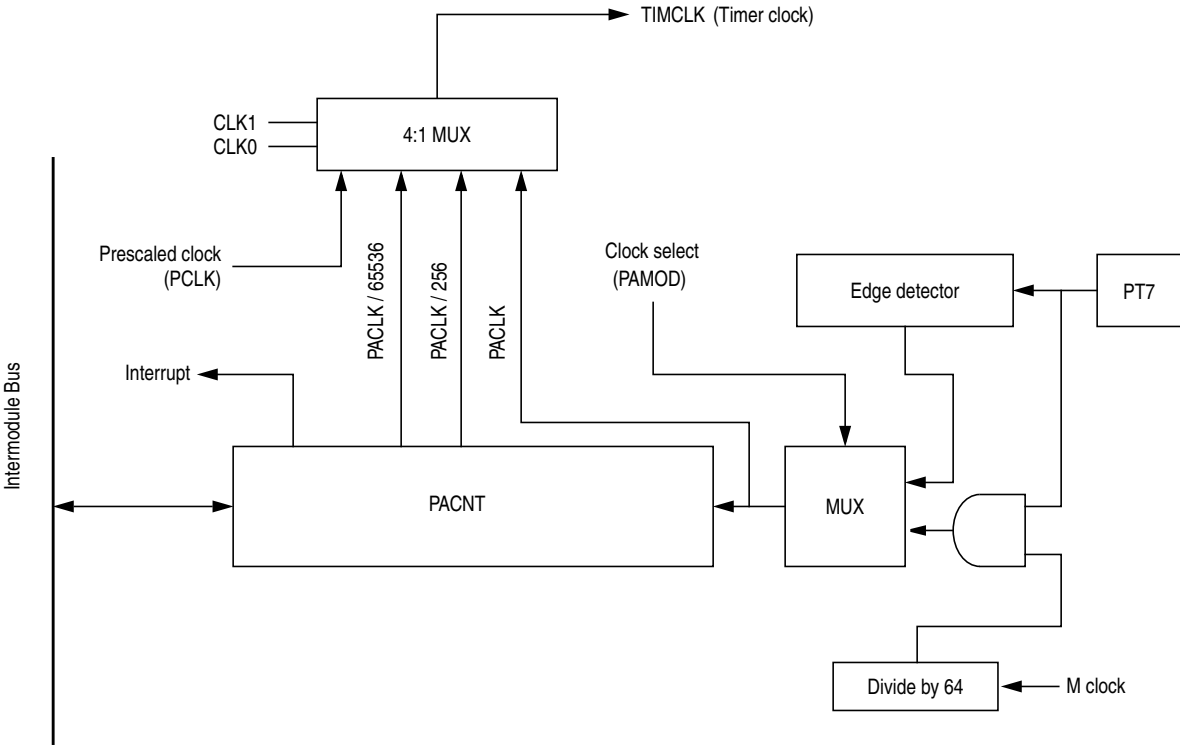 TIMCLK (Timer clock)
CLK1
CLK0
4:1 MUX
Prescaled clock
(PCLK)
PACLK / 65536
PACLK / 256
PACLK
Clock select
(PAMOD)
Edge detector
PT7
Interrupt
Intermodule Bus
PACNT
MUX
Divide by 64
M clock